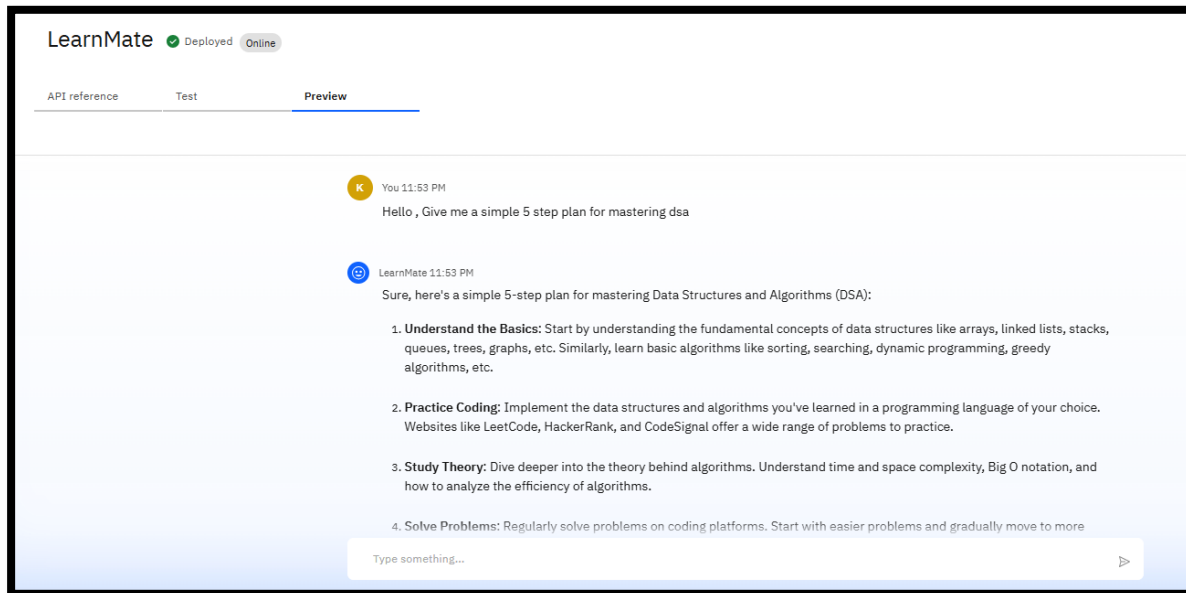 LearnMate Deployed Online
API reference Test Preview
K You 11:53 PM
Hello , Give me a simple 5 step plan for mastering dsa
LearnMate 11:53 PM
Sure, here's a simple 5-step plan for mastering Data Structures and Algorithms (DSA):
1. Understand the Basics: Start by understanding the fundamental concepts of data structures like arrays, linked lists, stacks,
queues, trees, graphs, etc. Similarly, learn basic algorithms like sorting, searching, dynamic programming, greedy
algorithms, etc.
2. Practice Coding: Implement the data structures and algorithms you've learned in a programming language of your choice.
Websites like LeetCode, HackerRank, and CodeSignal offer a wide range of problems to practice.
3. Study Theory: Dive deeper into the theory behind algorithms. Understand time and space complexity, Big O notation, and
how to analyze the efficiency of algorithms.
4. Solve Problems: Regularly solve problems on coding platforms. Start with easier problems and gradually move to more
Type something...